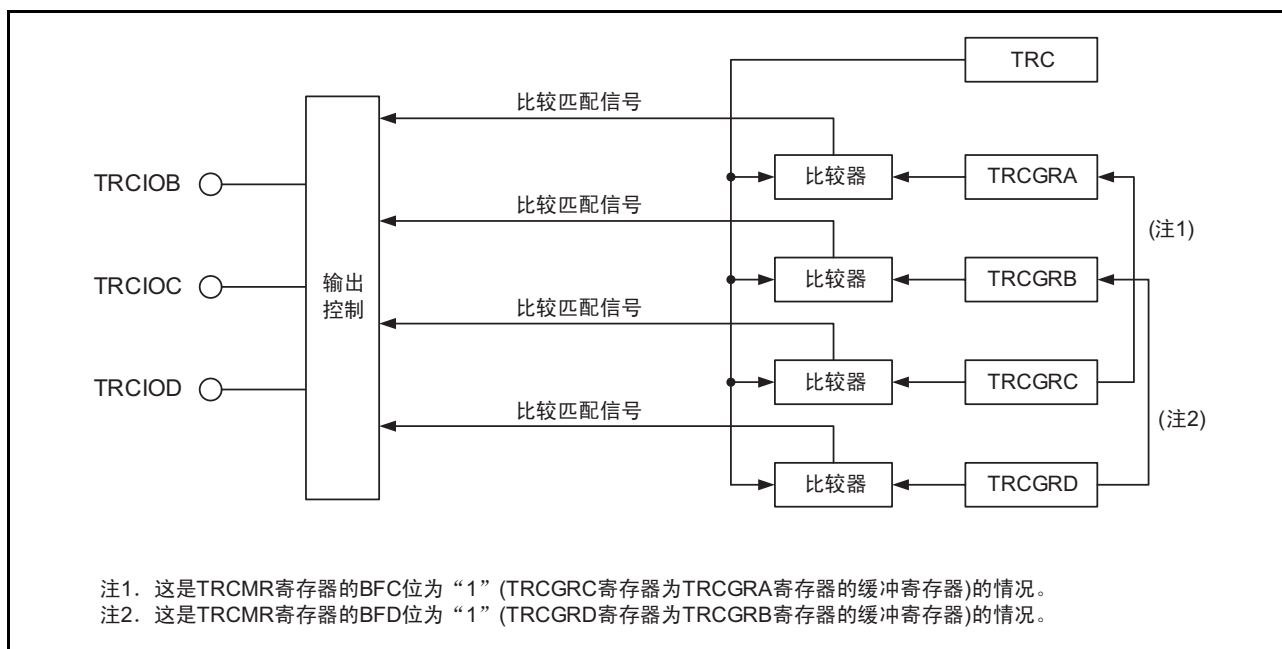 TRC
比较匹配信号
TRCIOB
比较器
TRCGRA
比较匹配信号
(注1)
TRCIOC
输出
控制
比较器
TRCGRB
比较匹配信号
TRCIOD
比较器
TRCGRC
比较匹配信号
(注2)
比较器
TRCGRD
注1. 这是TRCMR寄存器的BFC位为“1”(TRCGRC寄存器为TRCGRA寄存器的缓冲寄存器)的情况。
注2. 这是TRCMR寄存器的BFD位为“1”(TRCGRD寄存器为TRCGRB寄存器的缓冲寄存器)的情况。